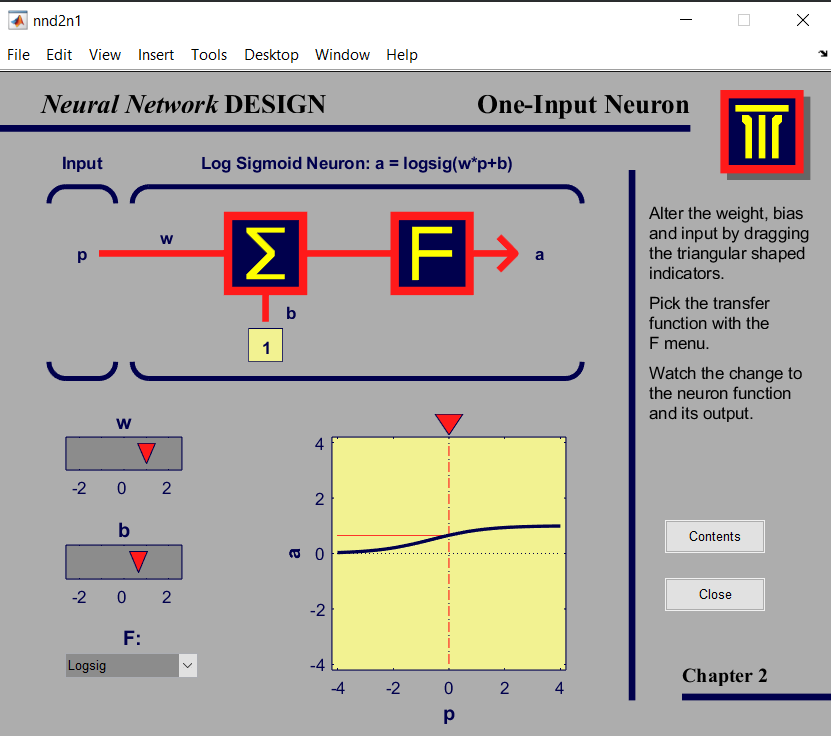 nnd2n1
File Edit View Insert Tools Desktop Window Help
Neural Network DESIGN
One-Input Neuron
Input
Log Sigmoid Neuron: a = logsig(w*p+b)
p
w
Σ
F
a
b
1
Alter the weight, bias
and input by dragging
the triangular shaped
indicators.
Pick the transfer
function with the
F menu.
Watch the change to
the neuron function
and its output.
w
-2 0 2
b
-2 0 2
F:
Logsig
4
2
0
-2
-4
a
-4 -2 0 2 4
p
Contents
Close
Chapter 2